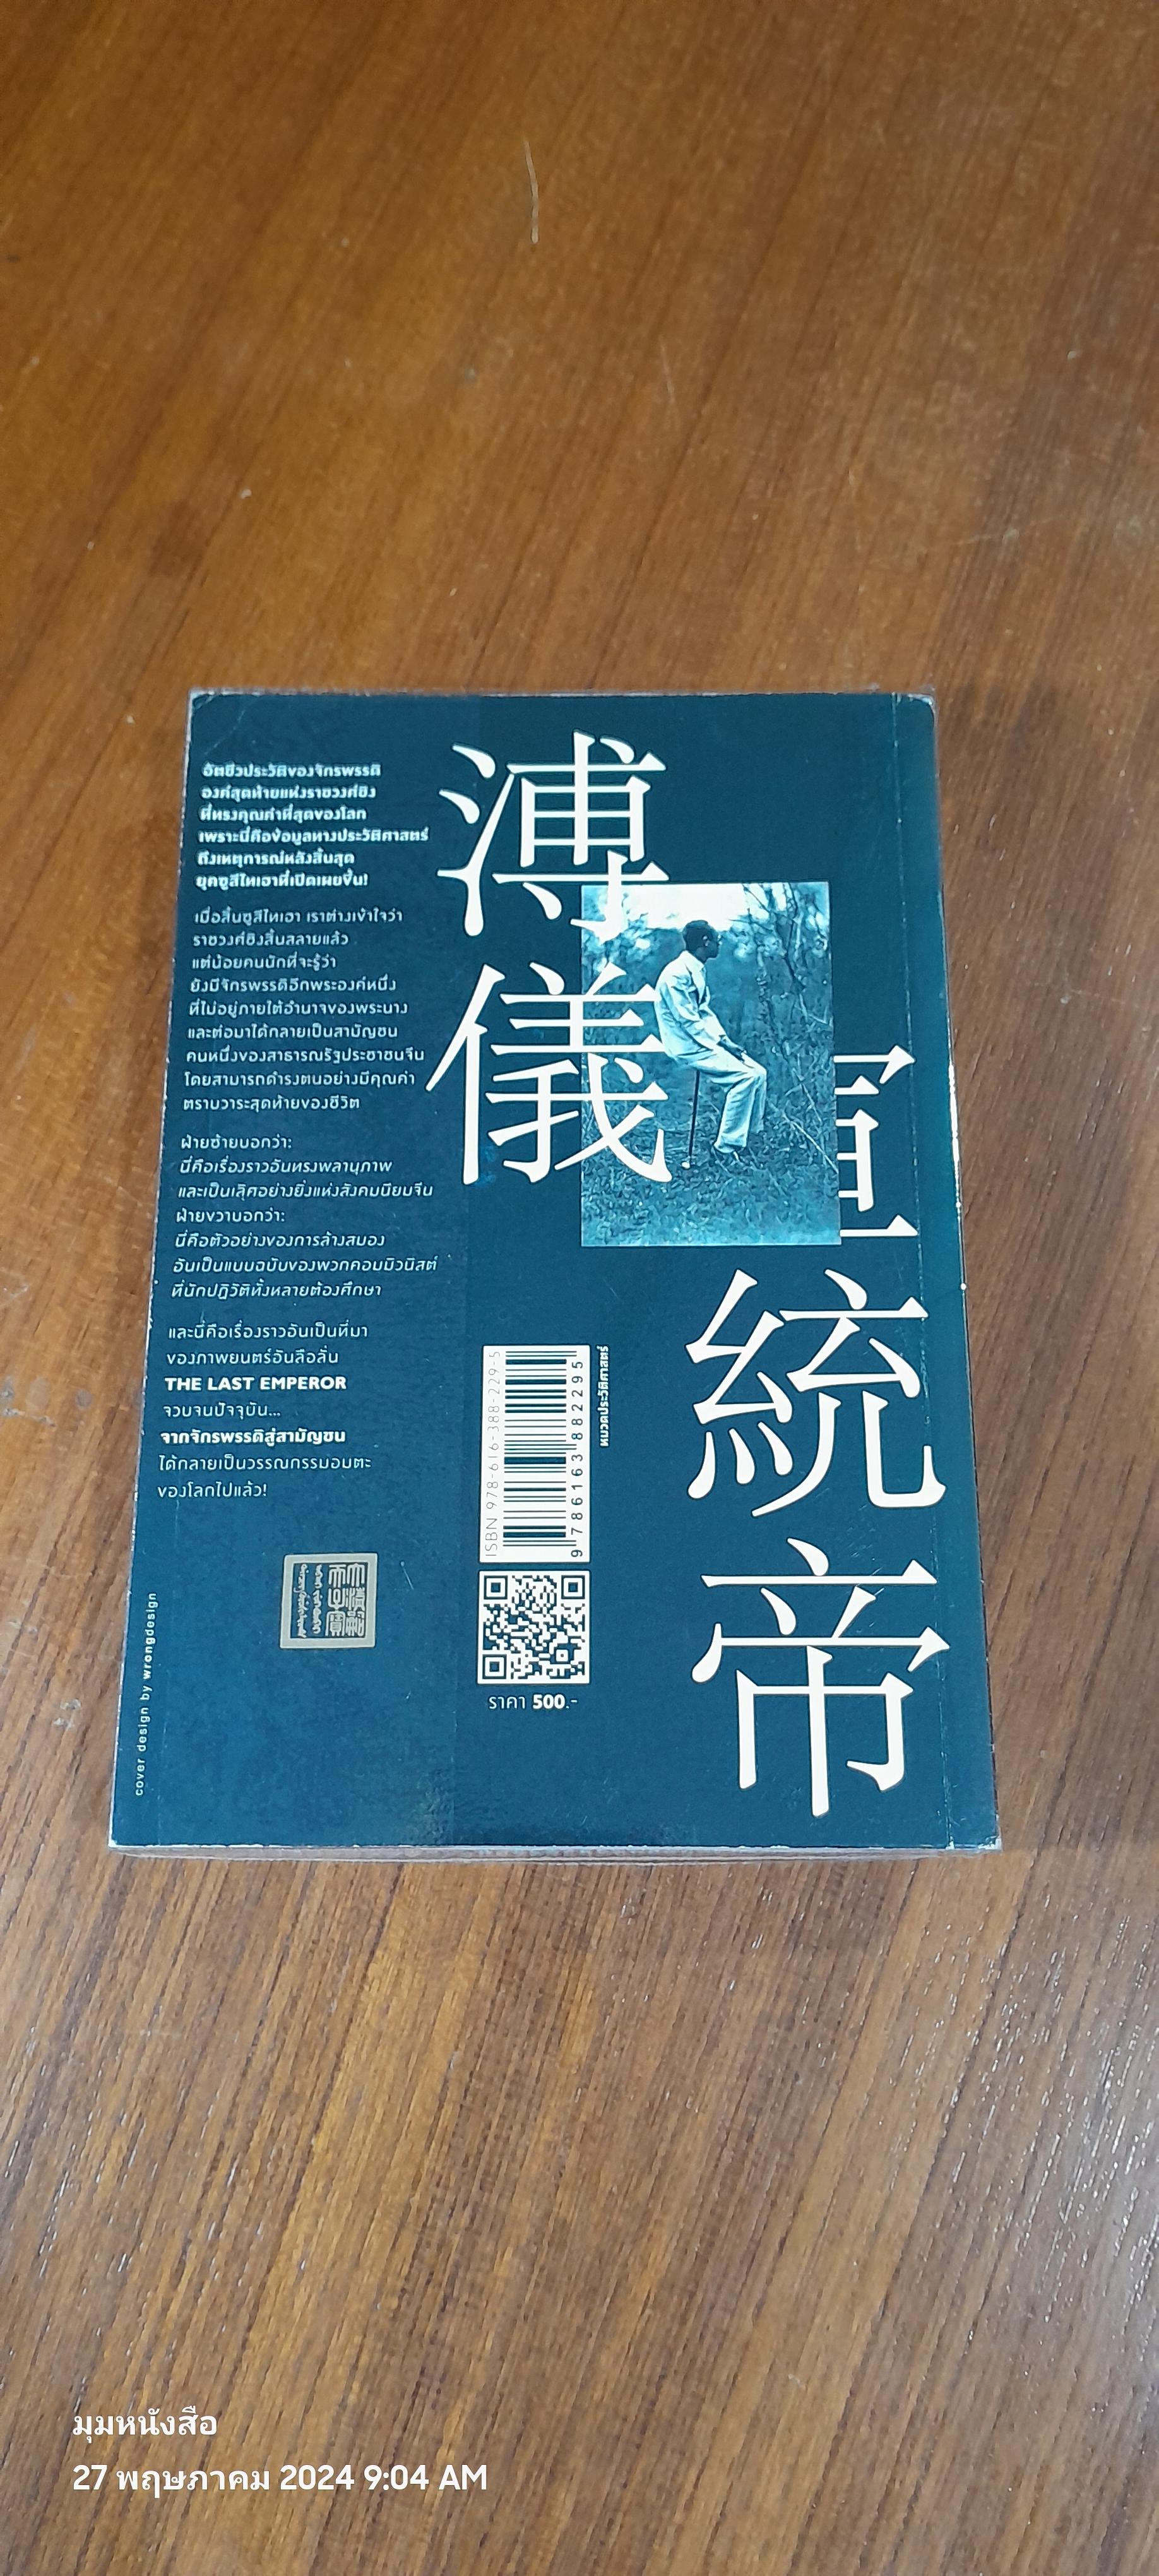 อัตชีวประวัติของจักรพรรดิ
องค์สุดท้ายแห่งราชวงศ์ชิง
ที่ทรงคุณค่าที่สุดของโลก
เพราะนี่คือข้อมูลทางประวัติศาสตร์
ถึงเหตุการณ์หลังสิ้นสุด
ยุคซูสีไทเฮาที่เปิดเผยขึ้น!
เมื่อสิ้นซูสีไทเฮา เราต่างเข้าใจว่า
ราชวงศ์ชิงสิ้นสลายแล้ว
แต่น้อยคนนักที่จะรู้ว่า
ยังมีจักรพรรดิอีกพระองค์หนึ่ง
ที่ไม่อยู่ภายใต้อำนาจของพระนาง
และต่อมาได้กลายเป็นสามัญชน
คนหนึ่งของสาธารณรัฐประชาชนจีน
โดยสามารถดำรงตนอย่างมีคุณค่า
ตราบวาระสุดท้ายของชีวิต
ฝ่ายซ้ายบอกว่า:
นี่คือเรื่องราวอันทรงพลานุภาพ
และเป็นเลิศอย่างยิ่งแห่งสังคมนิยมจีน
ฝ่ายขวาบอกว่า:
นี่คือตัวอย่างของการล้างสมอง
อันเป็นแบบฉบับของพวกคอมมิวนิสต์
ที่นักปฏิวัติทั้งหลายต้องศึกษา
และนี่คือเรื่องราวอันเป็นที่มา
ของภาพยนตร์อันลือลั่น
THE LAST EMPEROR
จวบจนปัจจุบัน...
จากจักรพรรดิสู่สามัญชน
ได้กลายเป็นวรรณกรรมอมตะ
ของโลกไปแล้ว!
cover design by wrongdesign
溥儀
統帝
ISBN 978-616-388-229-5
9 786163 882295
หมวดประวัติศาสตร์
ราคา 500.-
มุมหนังสือ
27 พฤษภาคม 2024 9:04 AM